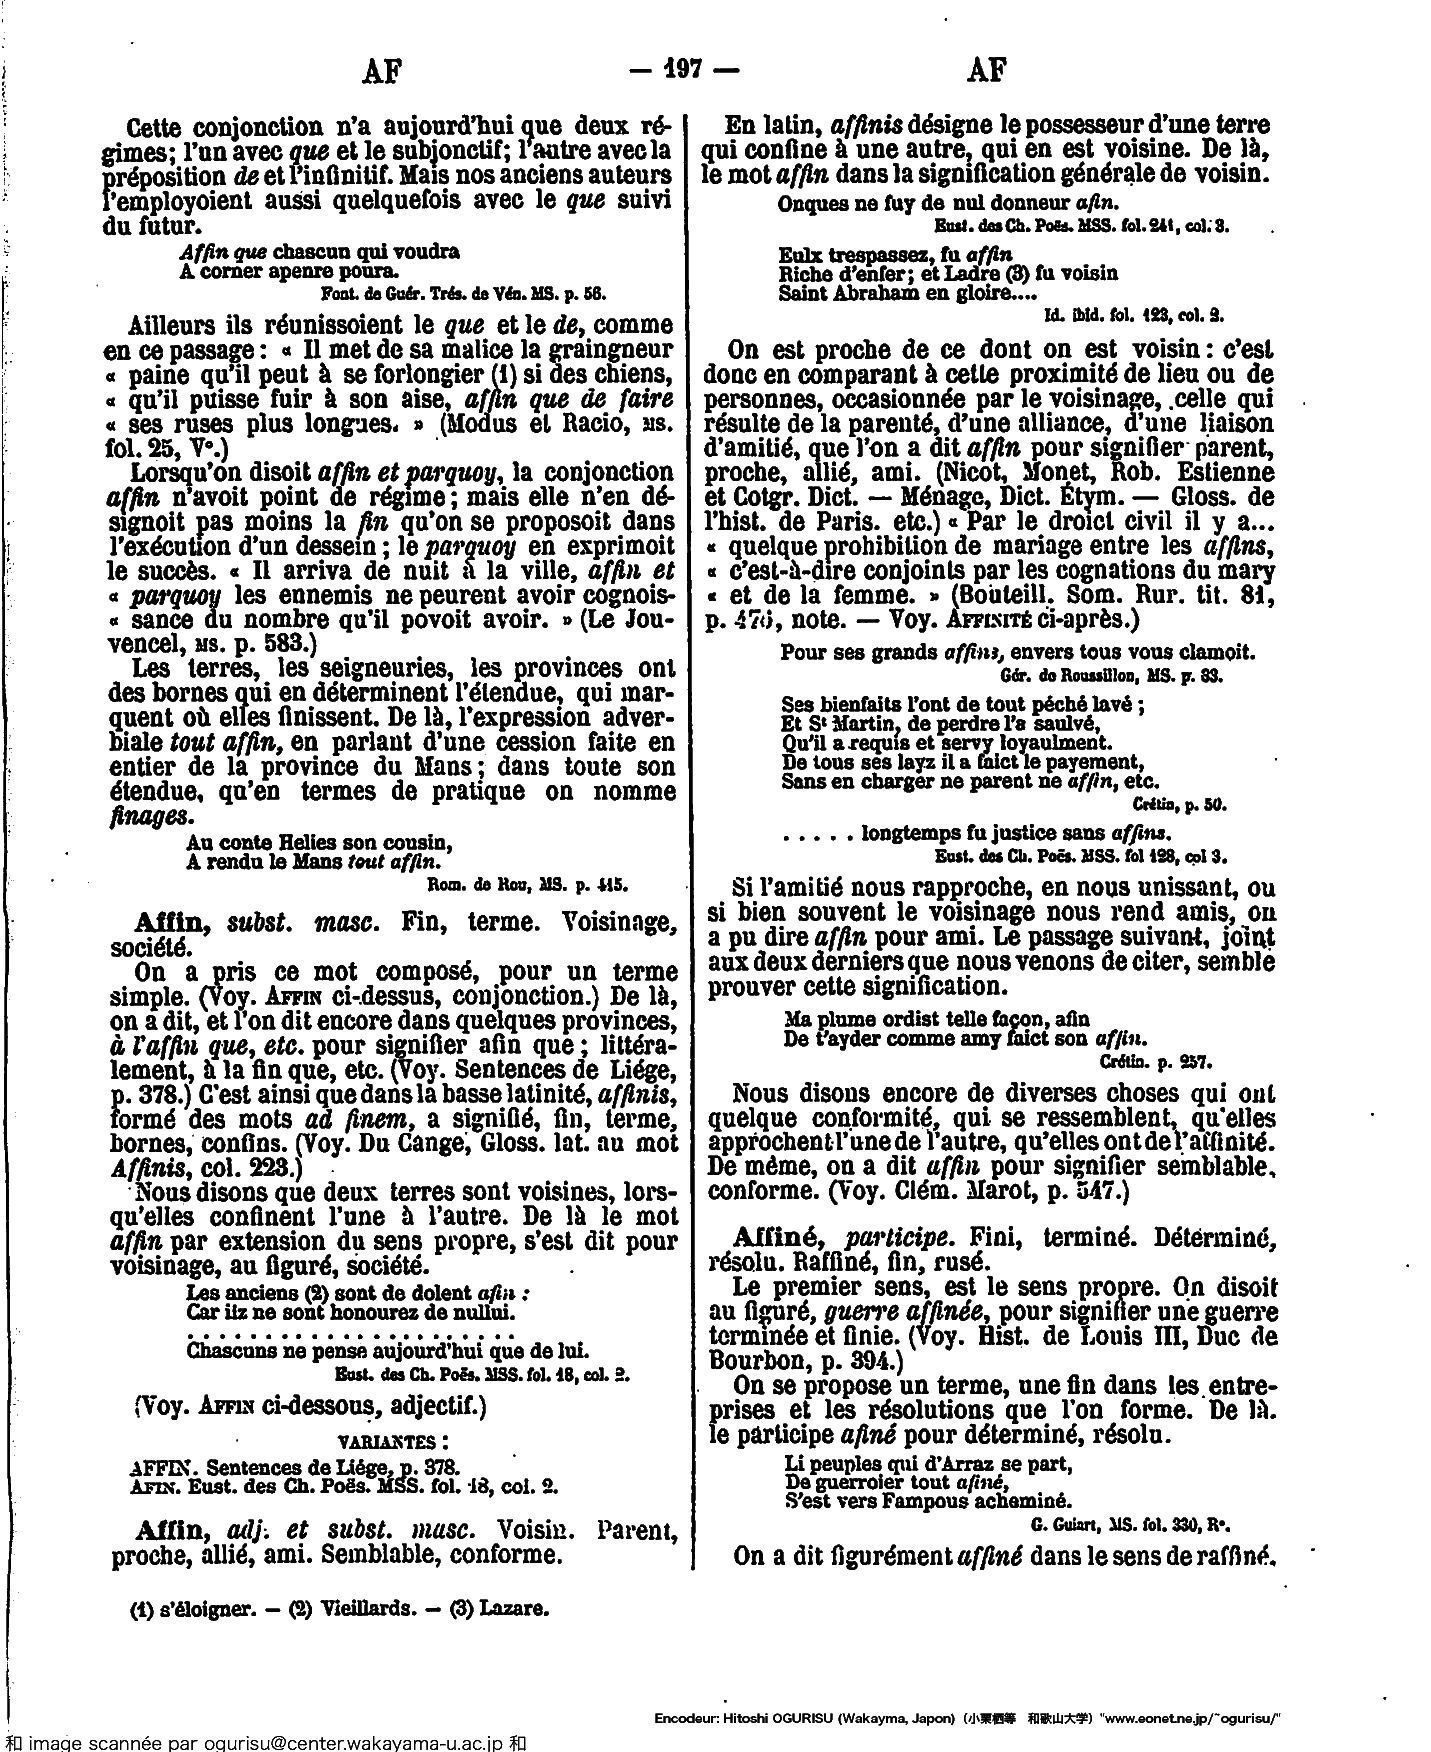 AF — 197 — AF
Cette conjonction n'a aujourd'hui que deux ré-
gimes; l'un avec que et le subjonctif; l'autre avec la
préposition de et l'infinitif. Mais nos anciens auteurs
l'employoient aussi quelquefois avec le que suivi
du futur.
Affin que chascun qui voudra
A corner apenre poura.
Font. de Guér. Trés. de Vén. MS. p. 56.
Ailleurs ils réunissoient le que et le de, comme
en ce passage : « Il met de sa malice la graingneur
« paine qu'il peut à se forlongier (1) si des chiens,
« qu'il puisse fuir à son aise, affin que de faire
« ses ruses plus longues. » (Modus et Racio, MS.
fol. 25, V°.)
Lorsqu'on disoit affin et parquoy, la conjonction
affin n'avoit point de régime; mais elle n'en dé-
signoit pas moins la fin qu'on se proposoit dans
l'exécution d'un dessein; le parquoy en exprimoit
le succès. « Il arriva de nuit à la ville, affin et
« parquoy les ennemis ne peurent avoir cognois-
« sance du nombre qu'il povoit avoir. » (Le Jou-
vencel, MS. p. 583.)
Les terres, les seigneuries, les provinces ont
des bornes qui en déterminent l'étendue, qui mar-
quent où elles finissent. De là, l'expression adver-
biale tout affin, en parlant d'une cession faite en
entier de la province du Mans; dans toute son
étendue, qu'en termes de pratique on nomme
finages.
Au conte Helies son cousin,
A rendu le Mans tout affin.
Rom. de Rou, MS. p. 415.
Affin, subst. masc. Fin, terme. Voisinage,
société.
On a pris ce mot composé, pour un terme
simple. (Voy. AFFIN ci-dessus, conjonction.) De là,
on a dit, et l'on dit encore dans quelques provinces,
à l'affin que, etc. pour signifier afin que; littéra-
lement, à la fin que, etc. (Voy. Sentences de Liége,
p. 378.) C'est ainsi que dans la basse latinité, affinis,
formé des mots ad finem, a signifié, fin, terme,
bornes, confins. (Voy. Du Cange, Gloss. lat. au mot
Affinis, col. 223.)
Nous disons que deux terres sont voisines, lors-
qu'elles confinent l'une à l'autre. De là le mot
affin par extension du sens propre, s'est dit pour
voisinage, au figuré, société.
Les anciens (2) sont de dolent afin :
Car ilz ne sont honourez de nullui.
. . . . . . . . . . . . . . . . . . . . . .
Chascuns ne pense aujourd'hui que de lui.
Eust. des Ch. Poës. MSS. fol. 18, col. 2.
(Voy. AFFIN ci-dessous, adjectif.)
VARIANTES :
AFFIN. Sentences de Liége, p. 378.
AFIN. Eust. des Ch. Poës. MSS. fol. 18, col. 2.
Affin, adj. et subst. masc. Voisin. Parent,
proche, allié, ami. Semblable, conforme.
(1) s'éloigner. — (2) Vieillards. — (3) Lazare.
En latin, affinis désigne le possesseur d'une terre
qui confine à une autre, qui en est voisine. De là,
le mot affin dans la signification générale de voisin.
Onques ne fuy de nul donneur afin.
Eust. des Ch. Poës. MSS. fol. 241, col. 3.
Eulx trespassez, fu affin
Riche d'enfer; et Ladre (3) fu voisin
Saint Abraham en gloire....
Id. ibid. fol. 123, col. 2.
On est proche de ce dont on est voisin : c'est
donc en comparant à cette proximité de lieu ou de
personnes, occasionnée par le voisinage, celle qui
résulte de la parenté, d'une alliance, d'une liaison
d'amitié, que l'on a dit affin pour signifier parent,
proche, allié, ami. (Nicot, Monet, Rob. Estienne
et Cotgr. Dict. — Ménage, Dict. Étym. — Gloss. de
l'hist. de Paris. etc.) « Par le droict civil il y a...
« quelque prohibition de mariage entre les affins,
« c'est-à-dire conjoints par les cognations du mary
« et de la femme. » (Bouteill. Som. Rur. tit. 81,
p. 476, note. — Voy. AFFINITÉ ci-après.)
Pour ses grands affins, envers tous vous clamoit.
Gér. de Roussillon, MS. p. 83.
Ses bienfaits l'ont de tout péché lavé;
Et St Martin, de perdre l'a saulvé,
Qu'il a requis et servy loyaulment.
De tous ses layz il a faict le payement,
Sans en charger ne parent ne affin, etc.
Crétin, p. 50.
. . . . . longtemps fu justice sans affins.
Eust. des Ch. Poës. MSS. fol 128, col 3.
Si l'amitié nous rapproche, en nous unissant, ou
si bien souvent le voisinage nous rend amis, on
a pu dire affin pour ami. Le passage suivant, joint
aux deux derniers que nous venons de citer, semble
prouver cette signification.
Ma plume ordist telle façon, afin
De t'ayder comme amy faict son affin.
Crétin. p. 257.
Nous disons encore de diverses choses qui ont
quelque conformité, qui se ressemblent, qu'elles
approchent l'une de l'autre, qu'elles ont de l'affinité.
De même, on a dit affin pour signifier semblable,
conforme. (Voy. Clém. Marot, p. 547.)
Affiné, participe. Fini, terminé. Déterminé,
résolu. Raffiné, fin, rusé.
Le premier sens, est le sens propre. On disoit
au figuré, guerre affinée, pour signifier une guerre
terminée et finie. (Voy. Hist. de Louis III, Duc de
Bourbon, p. 394.)
On se propose un terme, une fin dans les entre-
prises et les résolutions que l'on forme. De là.
le participe afiné pour déterminé, résolu.
Li peuples qui d'Arraz se part,
De guerroier tout afiné,
S'est vers Fampous acheminé.
G. Guiart, MS. fol. 330, R°.
On a dit figurément affiné dans le sens de raffiné.
Encodeur: Hitoshi OGURISU (Wakayma, Japon) (小栗栖等 和歌山大学) "www.eonet.ne.jp/~ogurisu/"
和 image scannée par ogurisu@center.wakayama-u.ac.jp 和